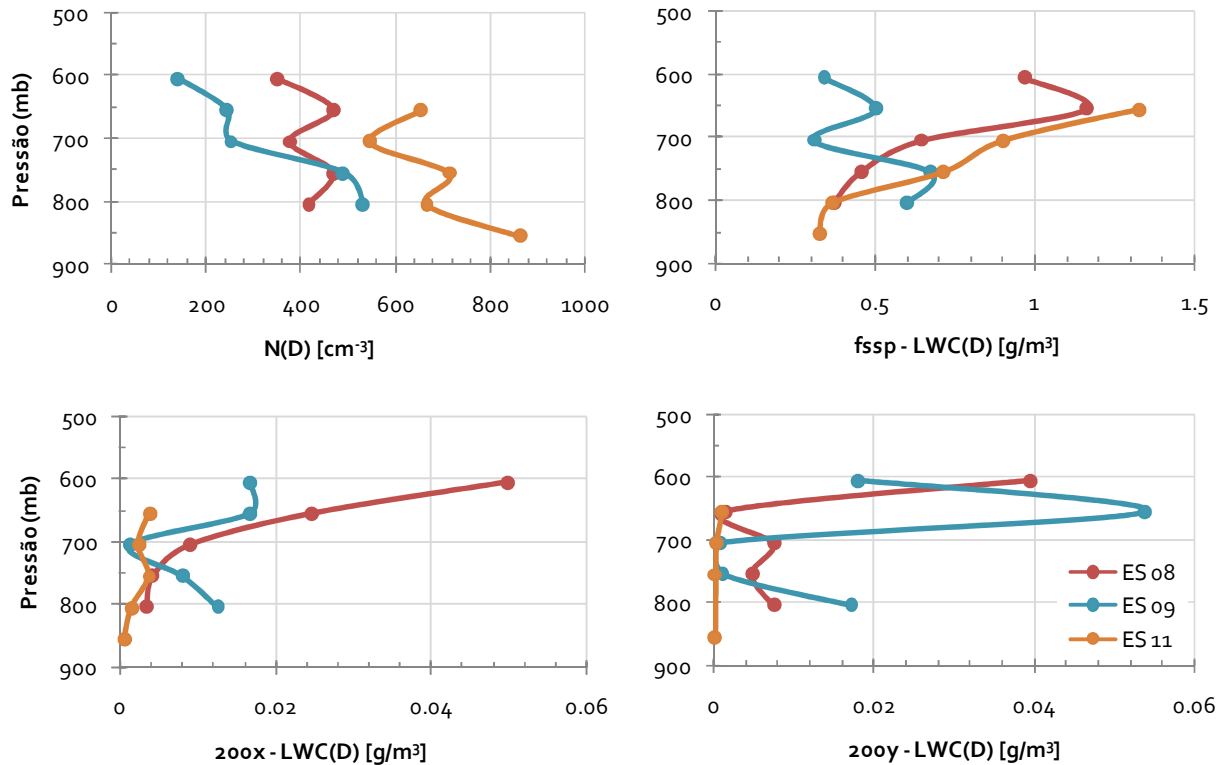 500
600
700
800
900
Pressão (mb)
0 200 400 600 800 1000
N(D) [cm⁻³]
500
600
700
800
900
0 0.5 1 1.5
fssp - LWC(D) [g/m³]
500
600
700
800
900
Pressão (mb)
0 0.02 0.04 0.06
200x - LWC(D) [g/m³]
500
600
700
800
900
ES 08
ES 09
ES 11
0 0.02 0.04 0.06
200y - LWC(D) [g/m³]